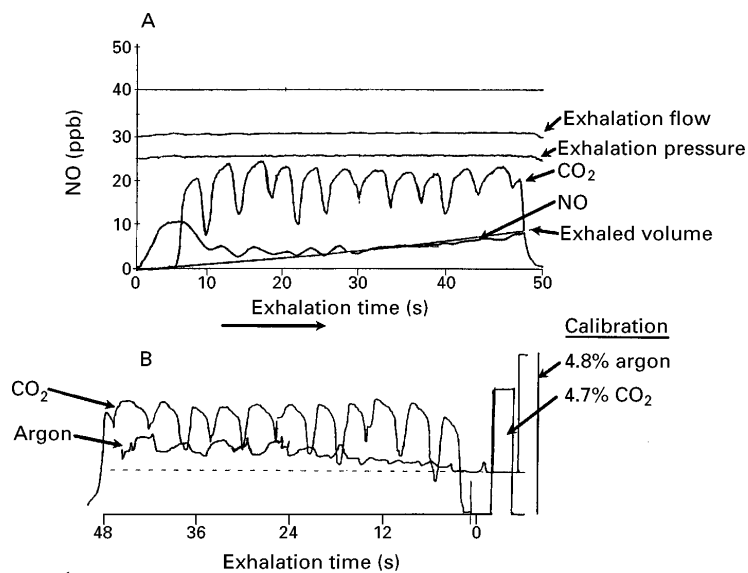 A
50
40
30
20
10
0
NO (ppb)
Exhalation flow
Exhalation pressure
CO2
NO
Exhaled volume
0 10 20 30 40 50
Exhalation time (s)
B
Calibration
4.8% argon
4.7% CO2
CO2
Argon
48 36 24 12 0
Exhalation time (s)